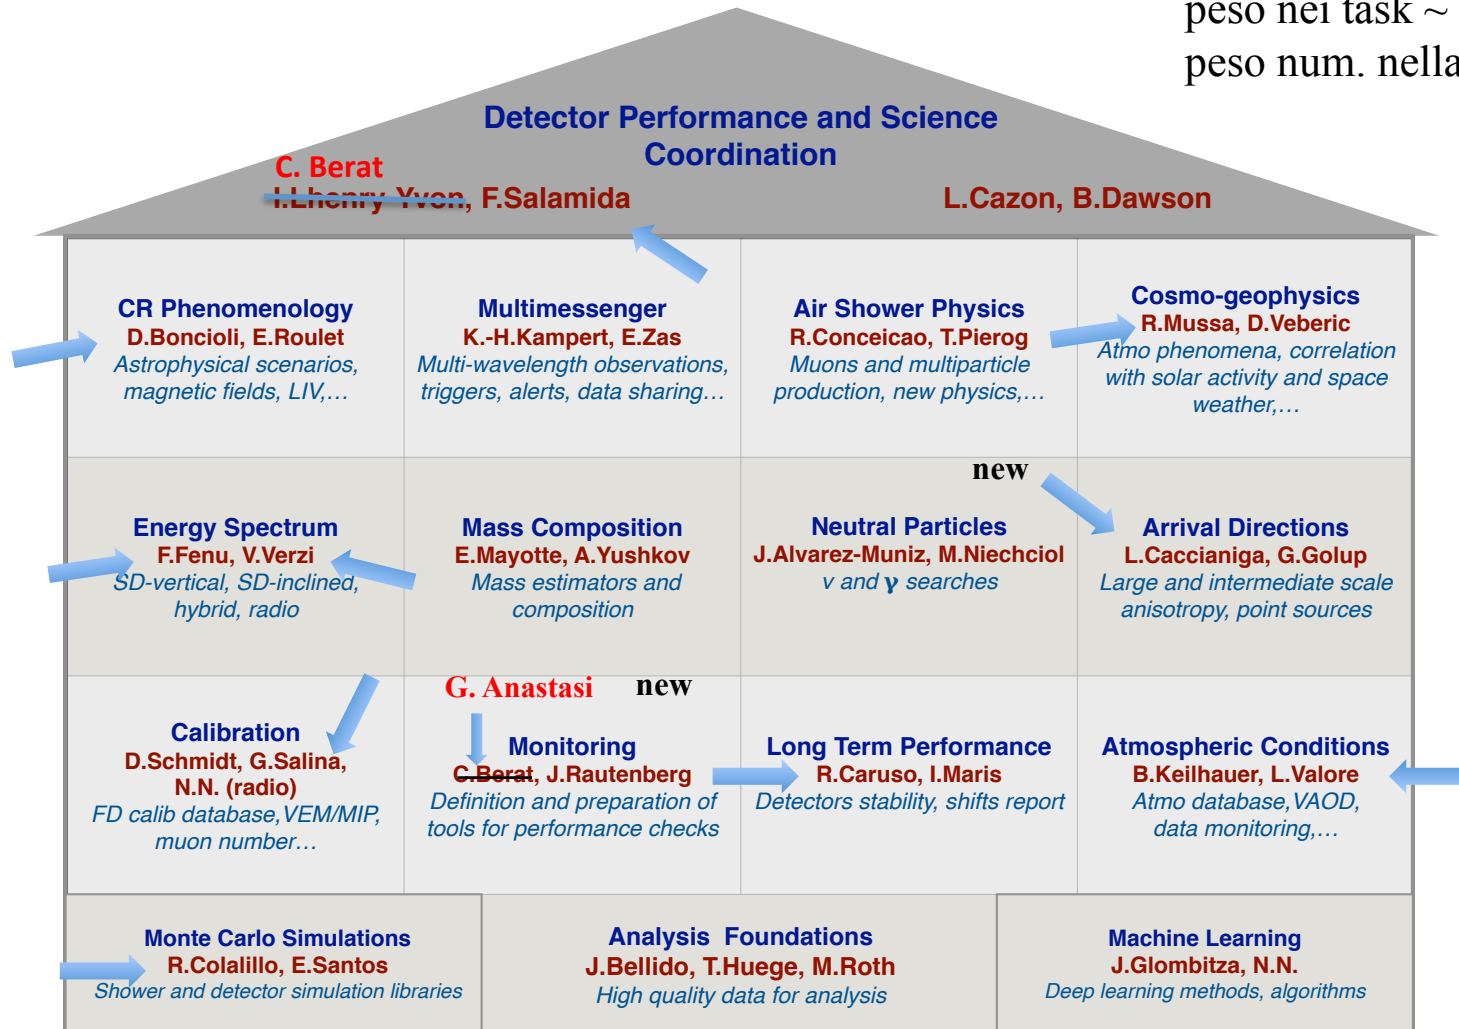 peso nei task ~
peso num. nella
Detector Performance and Science
Coordination
C. Berat
I.Lhenry-Yvon, F.Salamida
L.Cazon, B.Dawson
CR Phenomenology
D.Boncioli, E.Roulet
Astrophysical scenarios,
magnetic fields, LIV,…
Multimessenger
K.-H.Kampert, E.Zas
Multi-wavelength observations,
triggers, alerts, data sharing…
Air Shower Physics
R.Conceicao, T.Pierog
Muons and multiparticle
production, new physics,…
Cosmo-geophysics
R.Mussa, D.Veberic
Atmo phenomena, correlation
with solar activity and space
weather,…
new
Energy Spectrum
F.Fenu, V.Verzi
SD-vertical, SD-inclined,
hybrid, radio
Mass Composition
E.Mayotte, A.Yushkov
Mass estimators and
composition
Neutral Particles
J.Alvarez-Muniz, M.Niechciol
ν and γ searches
Arrival Directions
L.Caccianiga, G.Golup
Large and intermediate scale
anisotropy, point sources
G. Anastasi new
Calibration
D.Schmidt, G.Salina,
N.N. (radio)
FD calib database,VEM/MIP,
muon number…
Monitoring
C.Berat, J.Rautenberg
Definition and preparation of
tools for performance checks
Long Term Performance
R.Caruso, I.Maris
Detectors stability, shifts report
Atmospheric Conditions
B.Keilhauer, L.Valore
Atmo database,VAOD,
data monitoring,…
Monte Carlo Simulations
R.Colalillo, E.Santos
Shower and detector simulation libraries
Analysis Foundations
J.Bellido, T.Huege, M.Roth
High quality data for analysis
Machine Learning
J.Glombitza, N.N.
Deep learning methods, algorithms